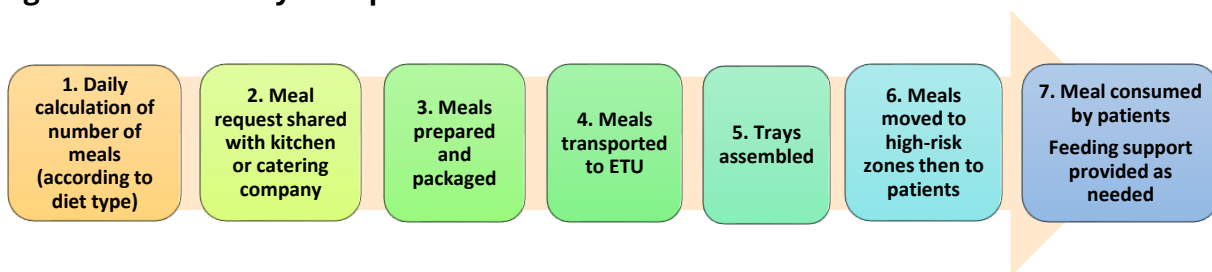 1. Daily
calculation of
number of
meals
(according to
diet type)
2. Meal
request shared
with kitchen
or catering
company
3. Meals
prepared
and
packaged
4. Meals
transported
to ETU
5. Trays
assembled
6. Meals
moved to
high-risk
zones then to
patients
7. Meal consumed
by patients
Feeding support
provided as
needed